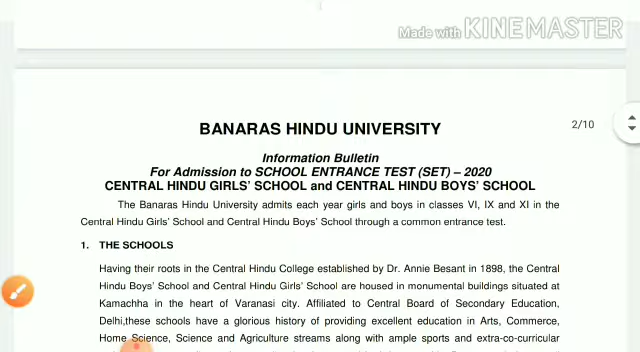 Made with KINEMASTER
2/10
BANARAS HINDU UNIVERSITY
Information Bulletin
For Admission to SCHOOL ENTRANCE TEST (SET) – 2020
CENTRAL HINDU GIRLS' SCHOOL and CENTRAL HINDU BOYS' SCHOOL
The Banaras Hindu University admits each year girls and boys in classes VI, IX and XI in the
Central Hindu Girls' School and Central Hindu Boys' School through a common entrance test.
1. THE SCHOOLS
Having their roots in the Central Hindu College established by Dr. Annie Besant in 1898, the Central
Hindu Boys' School and Central Hindu Girls' School are housed in monumental buildings situated at
Kamachha in the heart of Varanasi city. Affiliated to Central Board of Secondary Education,
Delhi,these schools have a glorious history of providing excellent education in Arts, Commerce,
Home Science, Science and Agriculture streams along with ample sports and extra-co-curricular